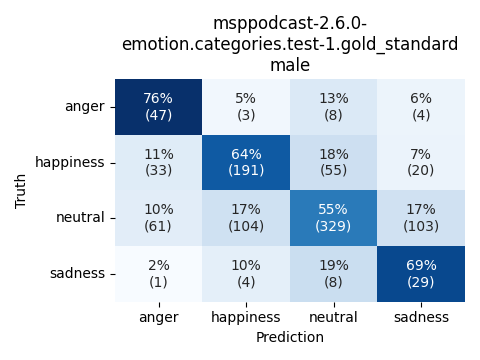 msppodcast-2.6.0-
emotion.categories.test-1.gold_standard
male
anger 76% 5% 13% 6%
(47) (3) (8) (4)
happiness 11% 64% 18% 7%
(33) (191) (55) (20)
neutral 10% 17% 55% 17%
(61) (104) (329) (103)
sadness 2% 10% 19% 69%
(1) (4) (8) (29)
Truth
anger happiness neutral sadness
Prediction